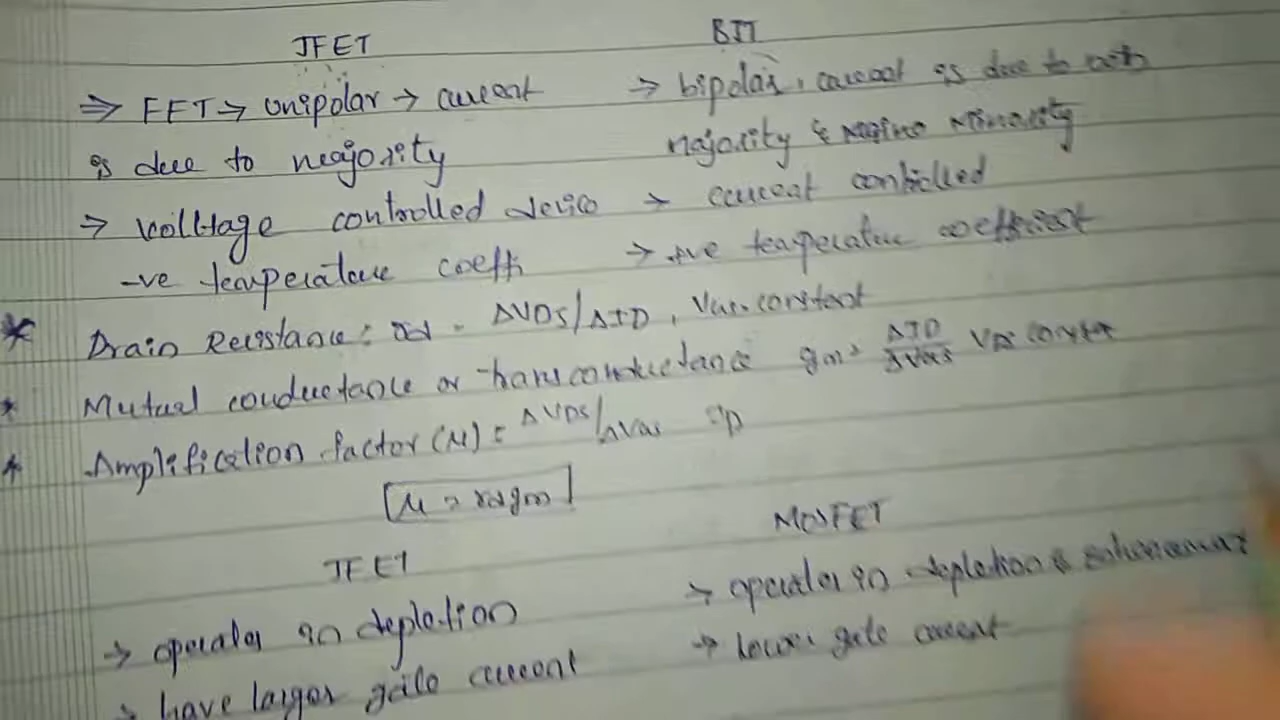 JFET BJT
⇒ FET → Unipolar → current → bipolar, current is due to both
is due to majority majority & Minority
→ Volltage controlled device → current controlled
-ve temperature coeff → +ve temperature coefficient
* Drain Resistance: rd = ΔVDS/ΔID, VGS constant
* Mutual conductance or transconductance gm = ΔID/ΔVGS VDS constant
* Amplification factor (μ) = ΔVDS/ΔVGS ID
[μ = rdgm]
JFET MOSFET
→ operates in depletion → operates in depletion & enhancement
→ have larger gate current → lower gate current